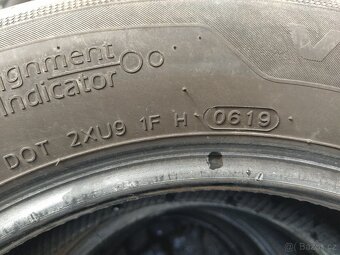 Alignment
Indicator
DOT 2XU9 1F H 0619
Bazoš.cz